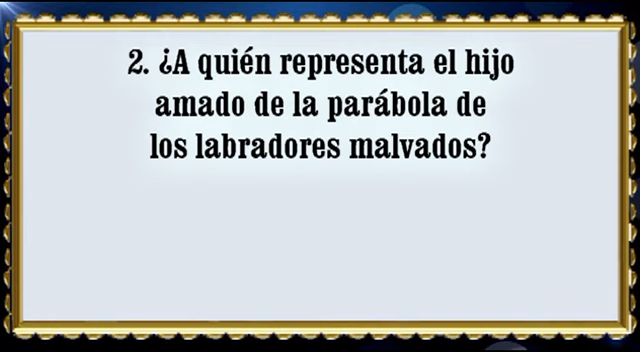 2. ¿A quién representa el hijo
amado de la parábola de
los labradores malvados?